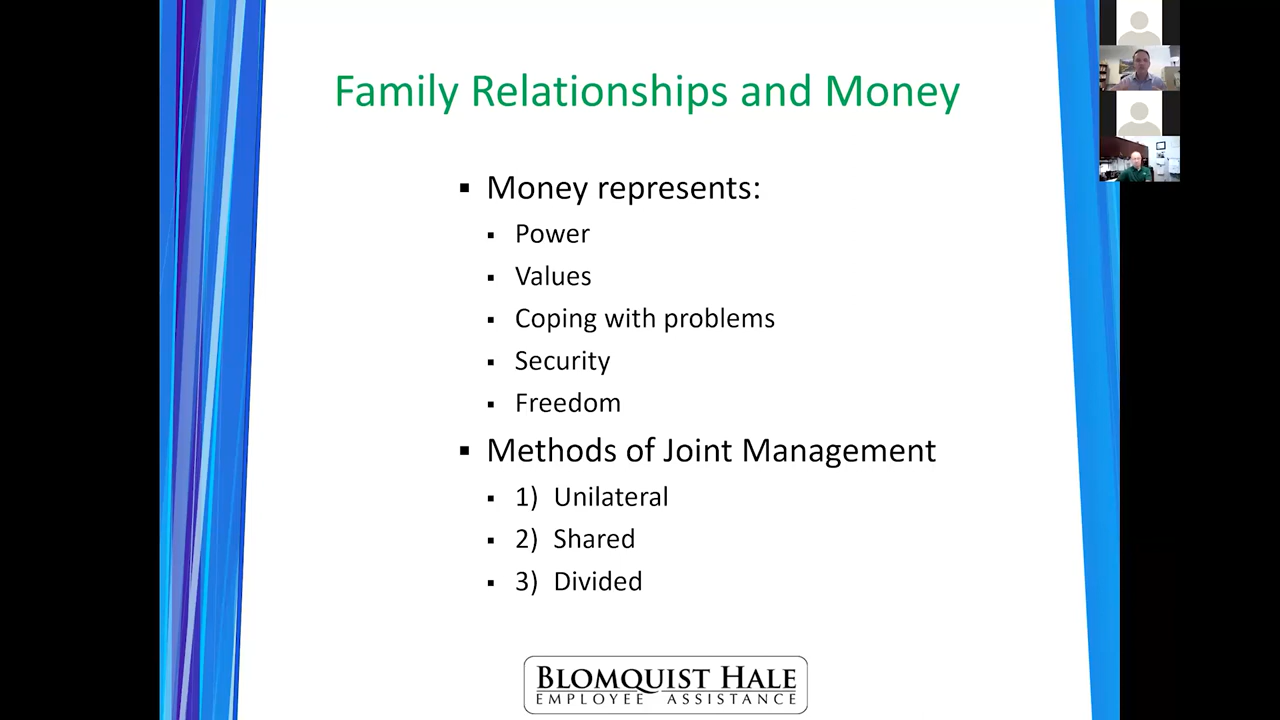 Family Relationships and Money
▪ Money represents:
▪ Power
▪ Values
▪ Coping with problems
▪ Security
▪ Freedom
▪ Methods of Joint Management
▪ 1) Unilateral
▪ 2) Shared
▪ 3) Divided
BLOMQUIST HALE
EMPLOYEE ASSISTANCE